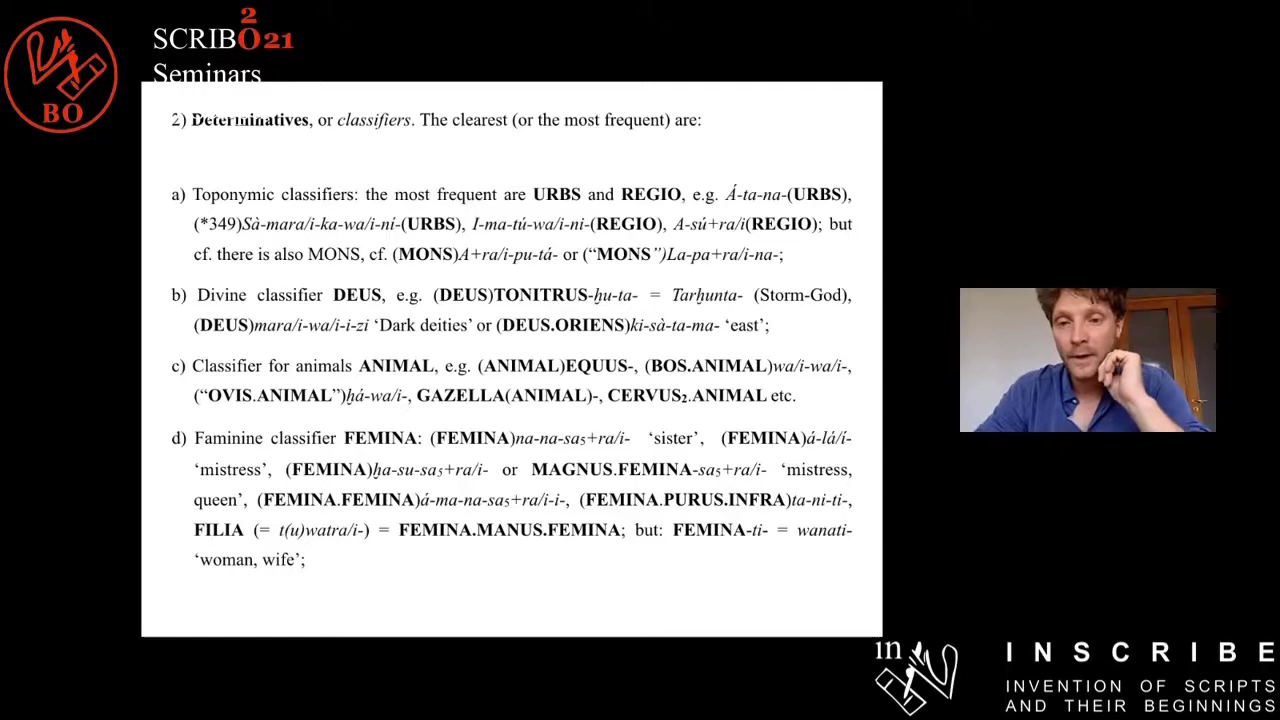 2
SCRIBO21
Seminars
BO
2) Determinatives, or classifiers. The clearest (or the most frequent) are:
a) Toponymic classifiers: the most frequent are URBS and REGIO, e.g. Á-ta-na-(URBS),
(*349)Sà-mara/i-ka-wa/i-ní-(URBS), I-ma-tú-wa/i-ni-(REGIO), A-sú+ra/i(REGIO); but
cf. there is also MONS, cf. (MONS)A+ra/i-pu-tá- or (“MONS”)La-pa+ra/i-na-;
b) Divine classifier DEUS, e.g. (DEUS)TONITRUS-ḫu-ta- = Tarḫunta- (Storm-God),
(DEUS)mara/i-wa/i-i-zi ‘Dark deities’ or (DEUS.ORIENS)ki-sà-ta-ma- ‘east’;
c) Classifier for animals ANIMAL, e.g. (ANIMAL)EQUUS-, (BOS.ANIMAL)wa/i-wa/i-,
(“OVIS.ANIMAL”)ḫá-wa/i-, GAZELLA(ANIMAL)-, CERVUS₂.ANIMAL etc.
d) Faminine classifier FEMINA: (FEMINA)na-na-sa₅+ra/i- ‘sister’, (FEMINA)á-lá/í-
‘mistress’, (FEMINA)ḫa-su-sa₅+ra/i- or MAGNUS.FEMINA-sa₅+ra/i- ‘mistress,
queen’, (FEMINA.FEMINA)á-ma-na-sa₅+ra/i-i-, (FEMINA.PURUS.INFRA)ta-ni-ti-,
FILIA (= t(u)watra/i-) = FEMINA.MANUS.FEMINA; but: FEMINA-ti- = wanati-
‘woman, wife’;
in
INSCRIBE
INVENTION OF SCRIPTS
AND THEIR BEGINNINGS